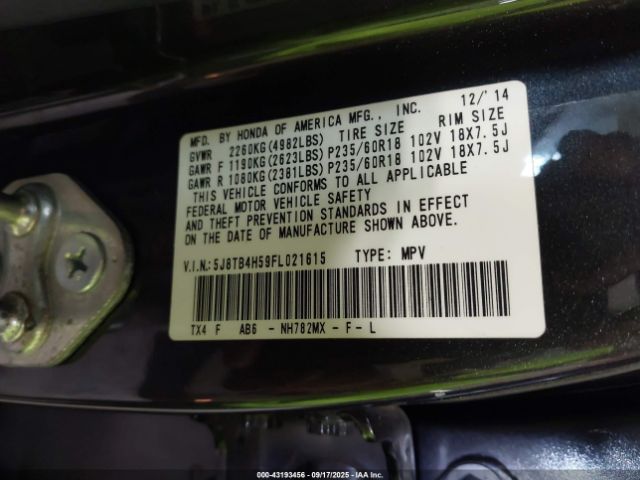 MFD. BY HONDA OF AMERICA MFG., INC. 12/'14
GVWR 2260KG(4982LBS) TIRE SIZE RIM SIZE
GAWR F 1190KG(2623LBS)P235/60R18 102V 18X7.5J
GAWR R 1080KG(2381LBS)P235/60R18 102V 18X7.5J
THIS VEHICLE CONFORMS TO ALL APPLICABLE
FEDERAL MOTOR VEHICLE SAFETY
AND THEFT PREVENTION STANDARDS IN EFFECT
ON THE DATE OF MANUFACTURE SHOWN ABOVE.
V.I.N.:5J8TB4H59FL021615 TYPE: MPV
TX4 F AB6 - NH782MX - F - L
000-43193456 - 09/17/2025 - IAA, Inc.